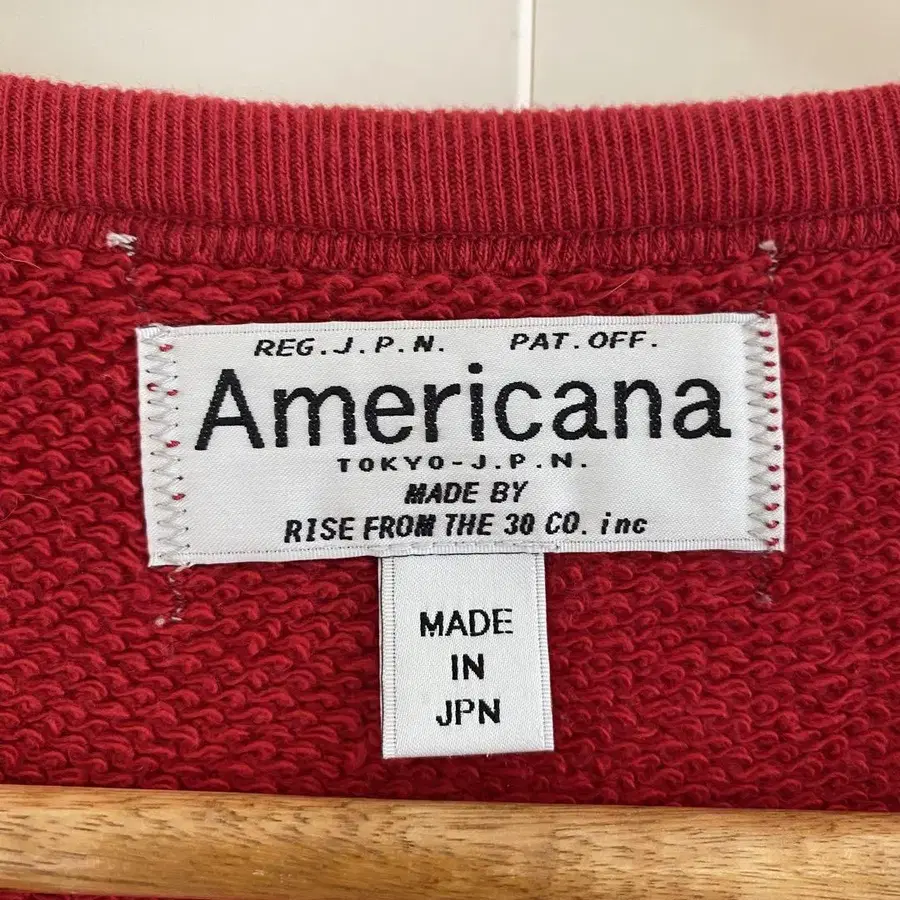 REG.J.P.N. PAT.OFF.
Americana
TOKYO-J.P.N.
MADE BY
RISE FROM THE 30 CO. inc
MADE
IN
JPN